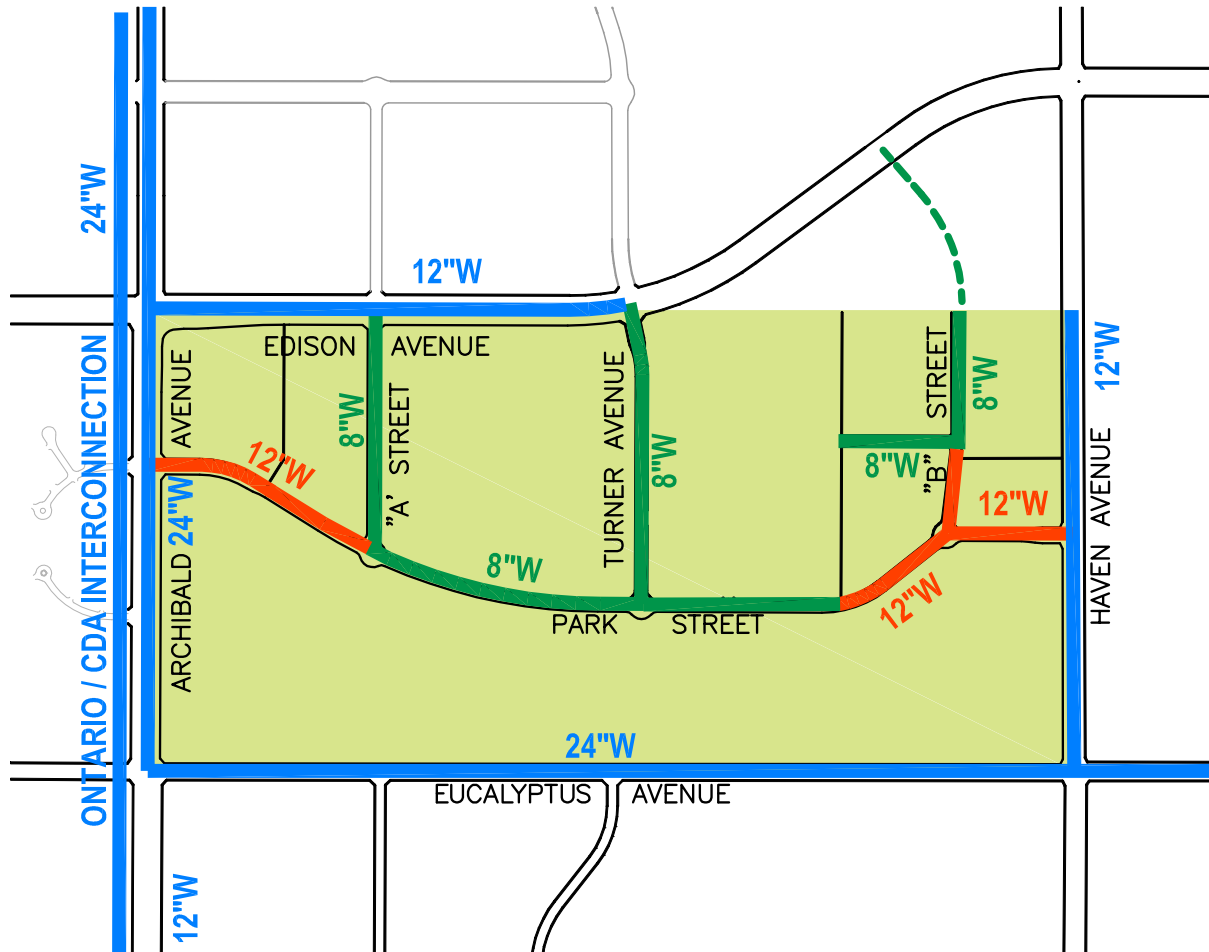 24"W
12"W
ONTARIO / CDA INTERCONNECTION
EDISON AVENUE
AVENUE
ARCHIBALD
24"W
12"W
8"W
"A' STREET
TURNER AVENUE
8"W
STREET
"B"
8"W
8"W
12"W
HAVEN AVENUE
12"W
12"W
8"W
PARK STREET
24"W
EUCALYPTUS AVENUE
12"W